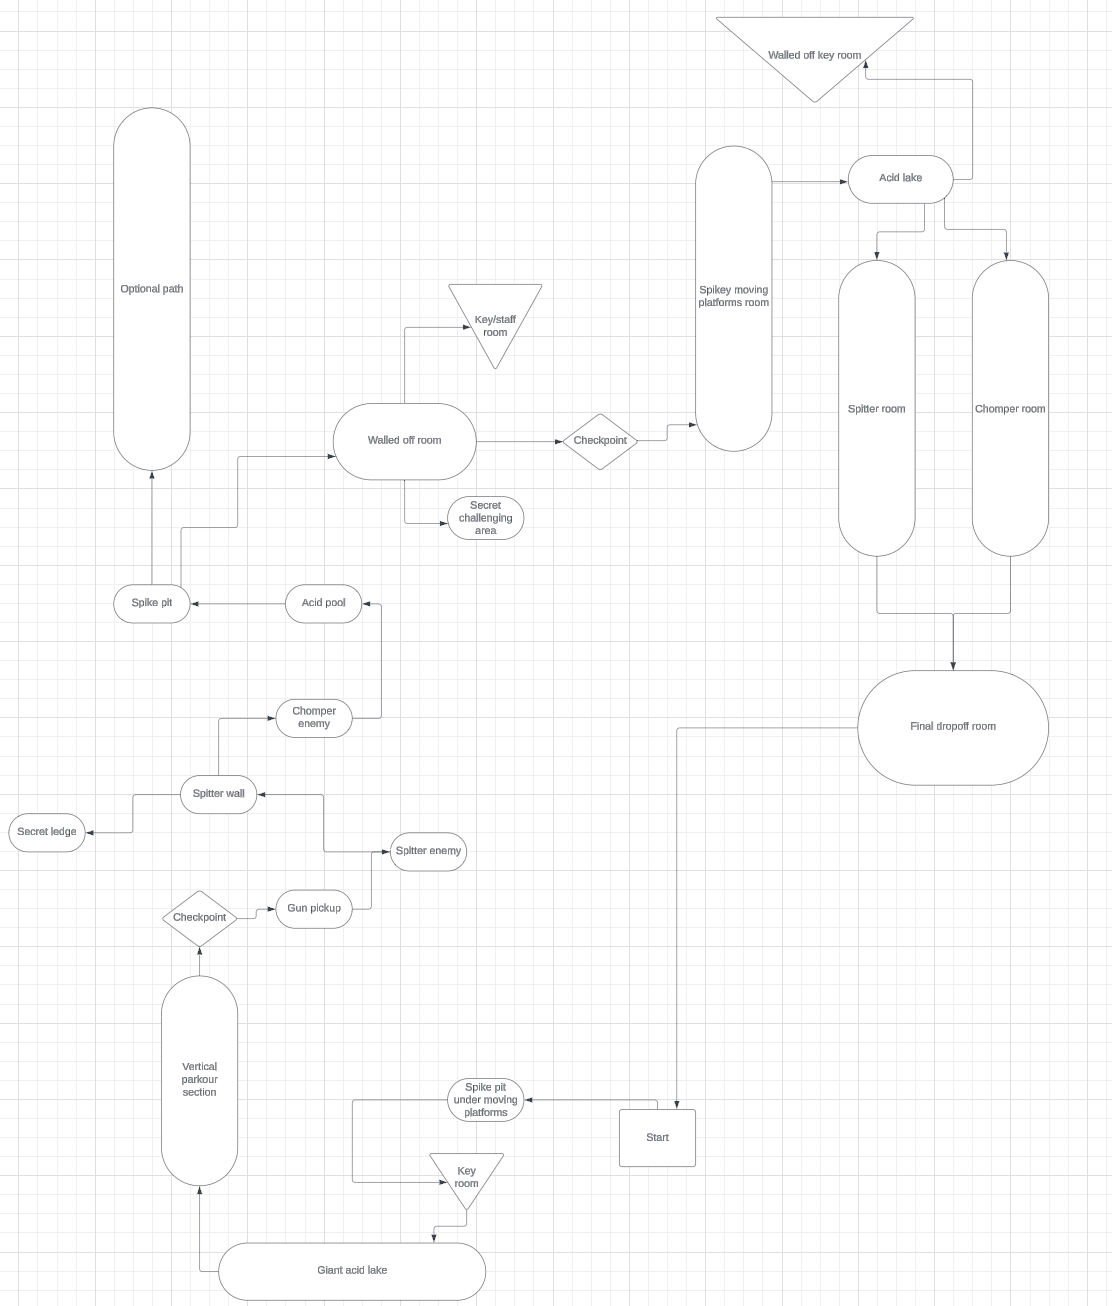 Walled off key room
Acid lake
Optional path
Spikey moving
platforms room
Key/staff
room
Spitter room
Chomper room
Walled off room
Checkpoint
Secret
challenging
area
Spike pit
Acid pool
Chomper
enemy
Final dropoff room
Spitter wall
Secret ledge
Spitter enemy
Gun pickup
Checkpoint
Vertical
parkour
section
Spike pit
under moving
platforms
Start
Key
room
Giant acid lake